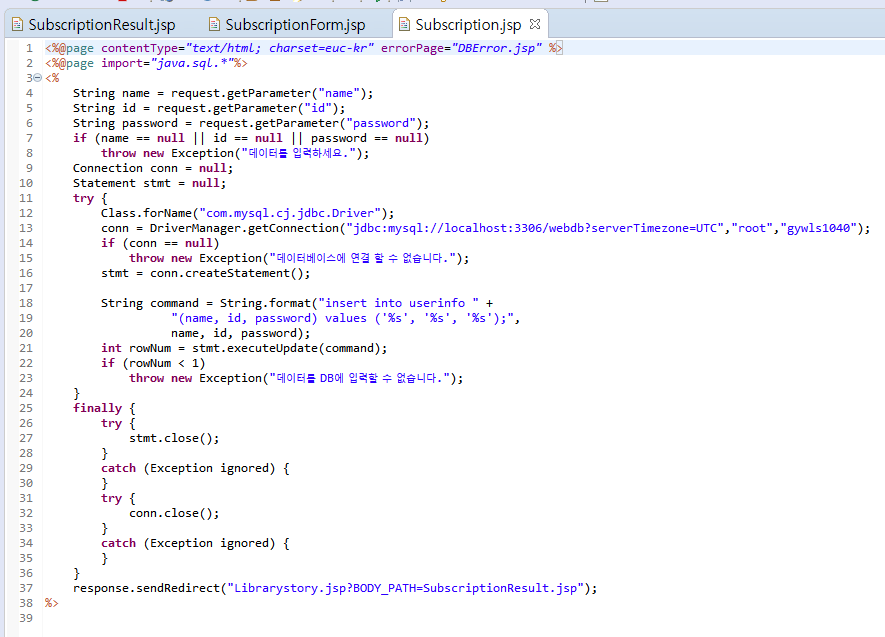 SubscriptionResult.jsp SubscriptionForm.jsp Subscription.jsp
1 <%@page contentType="text/html; charset=euc-kr" errorPage="DBError.jsp" %>
2 <%@page import="java.sql.*"%>
3 <%
4 String name = request.getParameter("name");
5 String id = request.getParameter("id");
6 String password = request.getParameter("password");
7 if (name == null || id == null || password == null)
8 throw new Exception("데이터를 입력하세요.");
9 Connection conn = null;
10 Statement stmt = null;
11 try {
12 Class.forName("com.mysql.cj.jdbc.Driver");
13 conn = DriverManager.getConnection("jdbc:mysql://localhost:3306/webdb?serverTimezone=UTC","root","gywls1040");
14 if (conn == null)
15 throw new Exception("데이터베이스에 연결 할 수 없습니다.");
16 stmt = conn.createStatement();
17
18 String command = String.format("insert into userinfo " +
19 "(name, id, password) values ('%s', '%s', '%s');",
20 name, id, password);
21 int rowNum = stmt.executeUpdate(command);
22 if (rowNum < 1)
23 throw new Exception("데이터를 DB에 입력할 수 없습니다.");
24 }
25 finally {
26 try {
27 stmt.close();
28 }
29 catch (Exception ignored) {
30 }
31 try {
32 conn.close();
33 }
34 catch (Exception ignored) {
35 }
36 }
37 response.sendRedirect("Librarystory.jsp?BODY_PATH=SubscriptionResult.jsp");
38 %>
39